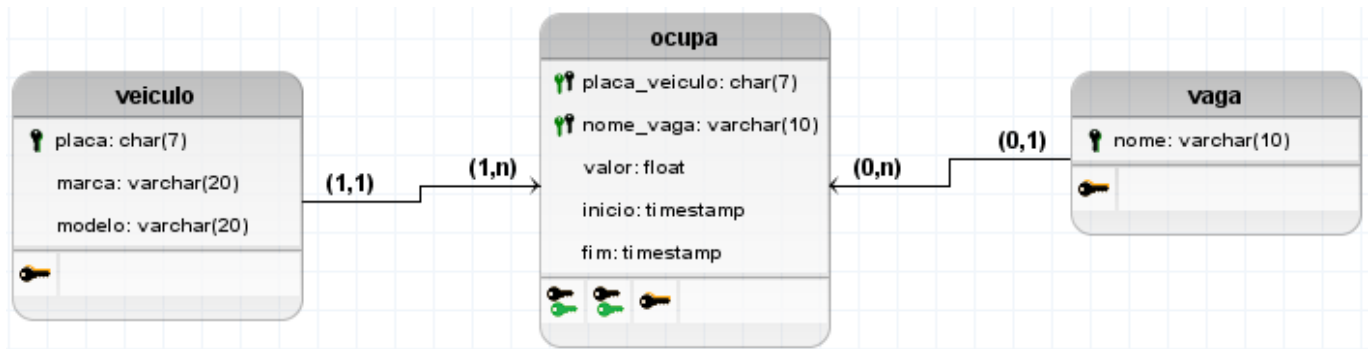 veiculo
placa: char(7)
marca: varchar(20)
modelo: varchar(20)
(1,1)
(1,n)
ocupa
placa_veiculo: char(7)
nome_vaga: varchar(10)
valor: float
inicio: timestamp
fim: timestamp
(0,n)
(0,1)
vaga
nome: varchar(10)